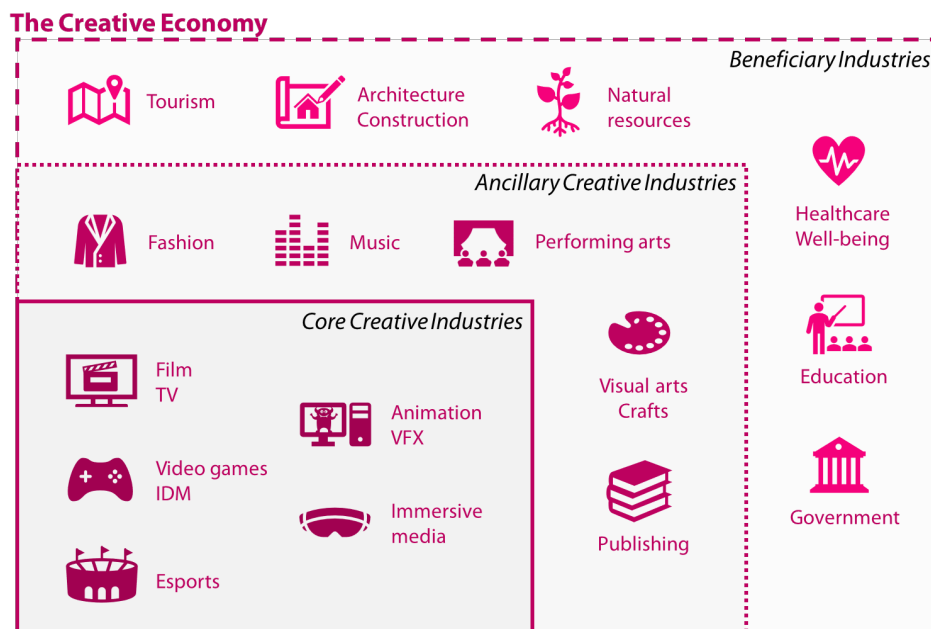 The Creative Economy
Beneficiary Industries
Tourism
Architecture
Construction
Natural
resources
Healthcare
Well-being
Education
Government
Ancillary Creative Industries
Fashion
Music
Performing arts
Visual arts
Crafts
Publishing
Core Creative Industries
Film
TV
Animation
VFX
Video games
IDM
Immersive
media
Esports